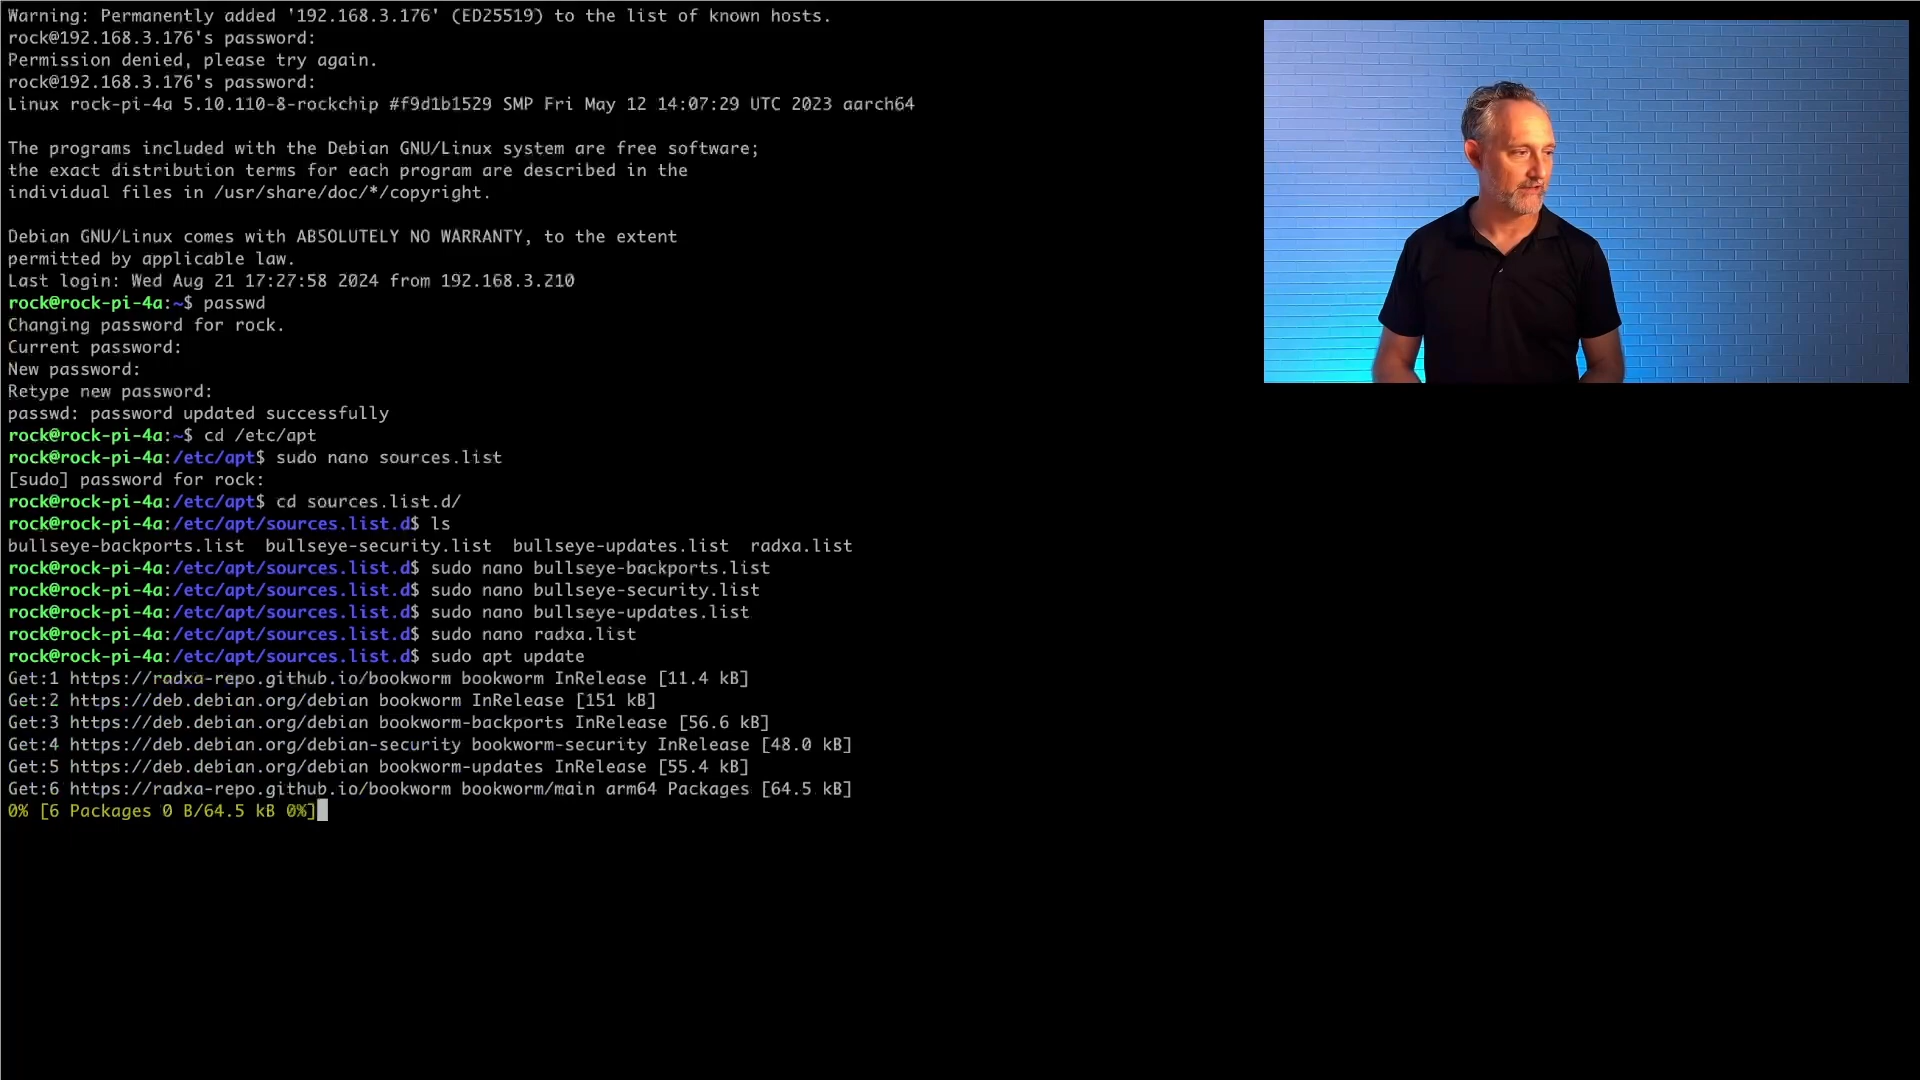 Warning: Permanently added '192.168.3.176' (ED25519) to the list of known hosts.
rock@192.168.3.176's password:
Permission denied, please try again.
rock@192.168.3.176's password:
Linux rock-pi-4a 5.10.110-8-rockchip #f9d1b1529 SMP Fri May 12 14:07:29 UTC 2023 aarch64
The programs included with the Debian GNU/Linux system are free software;
the exact distribution terms for each program are described in the
individual files in /usr/share/doc/*/copyright.
Debian GNU/Linux comes with ABSOLUTELY NO WARRANTY, to the extent
permitted by applicable law.
Last login: Wed Aug 21 17:27:58 2024 from 192.168.3.210
rock@rock-pi-4a:~$ passwd
Changing password for rock.
Current password:
New password:
Retype new password:
passwd: password updated successfully
rock@rock-pi-4a:~$ cd /etc/apt
rock@rock-pi-4a:/etc/apt$ sudo nano sources.list
[sudo] password for rock:
rock@rock-pi-4a:/etc/apt$ cd sources.list.d/
rock@rock-pi-4a:/etc/apt/sources.list.d$ ls
bullseye-backports.list  bullseye-security.list  bullseye-updates.list  radxa.list
rock@rock-pi-4a:/etc/apt/sources.list.d$ sudo nano bullseye-backports.list
rock@rock-pi-4a:/etc/apt/sources.list.d$ sudo nano bullseye-security.list
rock@rock-pi-4a:/etc/apt/sources.list.d$ sudo nano bullseye-updates.list
rock@rock-pi-4a:/etc/apt/sources.list.d$ sudo nano radxa.list
rock@rock-pi-4a:/etc/apt/sources.list.d$ sudo apt update
Get:1 https://radxa-repo.github.io/bookworm bookworm InRelease [11.4 kB]
Get:2 https://deb.debian.org/debian bookworm InRelease [151 kB]
Get:3 https://deb.debian.org/debian bookworm-backports InRelease [56.6 kB]
Get:4 https://deb.debian.org/debian-security bookworm-security InRelease [48.0 kB]
Get:5 https://deb.debian.org/debian bookworm-updates InRelease [55.4 kB]
Get:6 https://radxa-repo.github.io/bookworm bookworm/main arm64 Packages [64.5 kB]
0% [6 Packages 0 B/64.5 kB 0%]